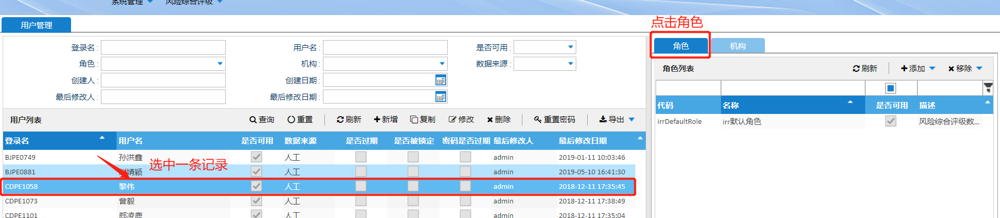 系统管理 风险综合评级
用户管理
点击角色
登录名: 用户名: 是否可用:
角色: 机构: 数据来源:
创建人: 创建日期:
最后修改人: 最后修改日期:
用户列表 查询 重置 刷新 新增 复制 修改 删除 重置密码 导出
登录名 用户名 是否可用 数据来源 是否过期 是否被锁定 密码是否过期 最后修改人 最后修改日期
BJPE0749 孙洪鑫 人工 admin 2019-01-11 10:03:46
选中一条记录
BJPE0881 婧颖 人工 admin 2019-05-10 16:41:30
CDPE1058 黎伟 人工 admin 2018-12-11 17:35:45
CDPE1073 曾毅 人工 admin 2018-12-11 17:38:49
CDPE1101 郄凌鹿 人工 admin 2018-12-11 17:35:04
角色 机构
角色列表 刷新 添加 移除
代码 名称 是否可用 描述
irrDefaultRole irr默认角色 风险综合评级数...